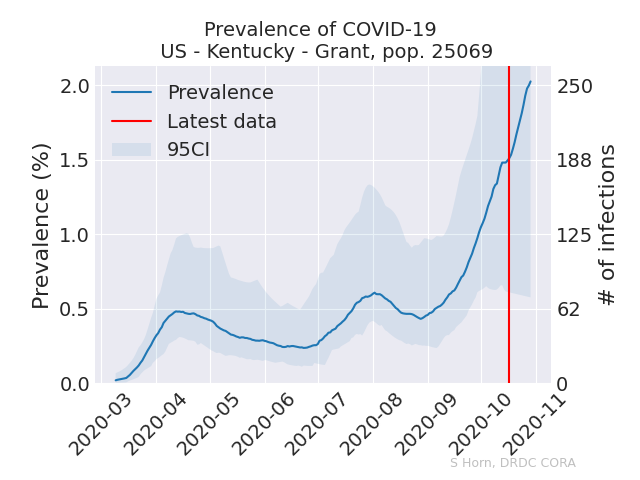 Prevalence of COVID-19
US - Kentucky - Grant, pop. 25069
Prevalence
Latest data
95CI
Prevalence (%)
2.0
1.5
1.0
0.5
0.0
250
188
125
62
0
# of infections
2020-03
2020-04
2020-05
2020-06
2020-07
2020-08
2020-09
2020-10
2020-11
S Horn, DRDC CORA